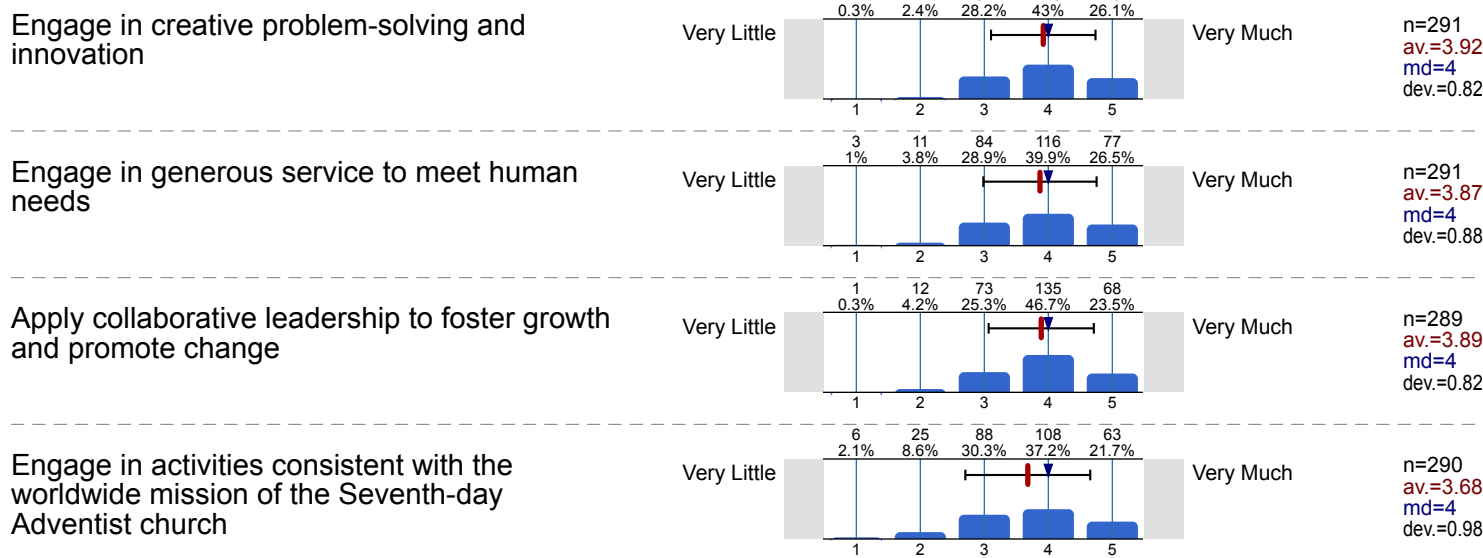 0.3% 2.4% 28.2% 43% 26.1%
Engage in creative problem-solving and
innovation
Very Little
Very Much
n=291
av.=3.92
md=4
dev.=0.82
1 2 3 4 5
3 11 84 116 77
1% 3.8% 28.9% 39.9% 26.5%
Engage in generous service to meet human
needs
Very Little
Very Much
n=291
av.=3.87
md=4
dev.=0.88
1 2 3 4 5
1 12 73 135 68
0.3% 4.2% 25.3% 46.7% 23.5%
Apply collaborative leadership to foster growth
and promote change
Very Little
Very Much
n=289
av.=3.89
md=4
dev.=0.82
1 2 3 4 5
6 25 88 108 63
2.1% 8.6% 30.3% 37.2% 21.7%
Engage in activities consistent with the
worldwide mission of the Seventh-day
Adventist church
Very Little
Very Much
n=290
av.=3.68
md=4
dev.=0.98
1 2 3 4 5